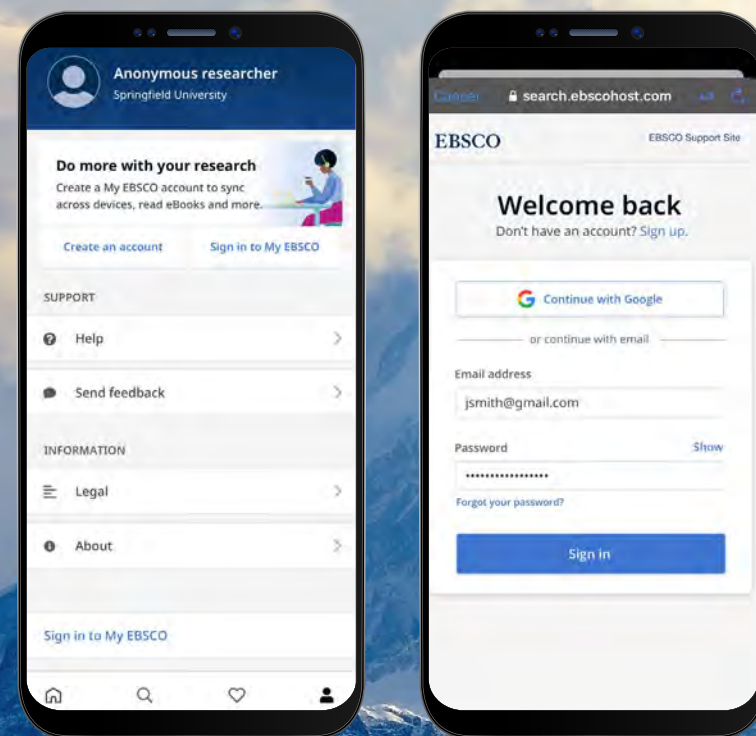 Anonymous researcher
Springfield University
Do more with your research
Create a My EBSCO account to sync
across devices, read eBooks and more.
Create an account
Sign in to My EBSCO
SUPPORT
Help
Send feedback
INFORMATION
Legal
About
Sign in to My EBSCO
Cancel
search.ebscohost.com
EBSCO
EBSCO Support Site
Welcome back
Don't have an account? Sign up.
Continue with Google
or continue with email
Email address
jsmith@gmail.com
Password
Show
••••••••••••••••
Forgot your password?
Sign in